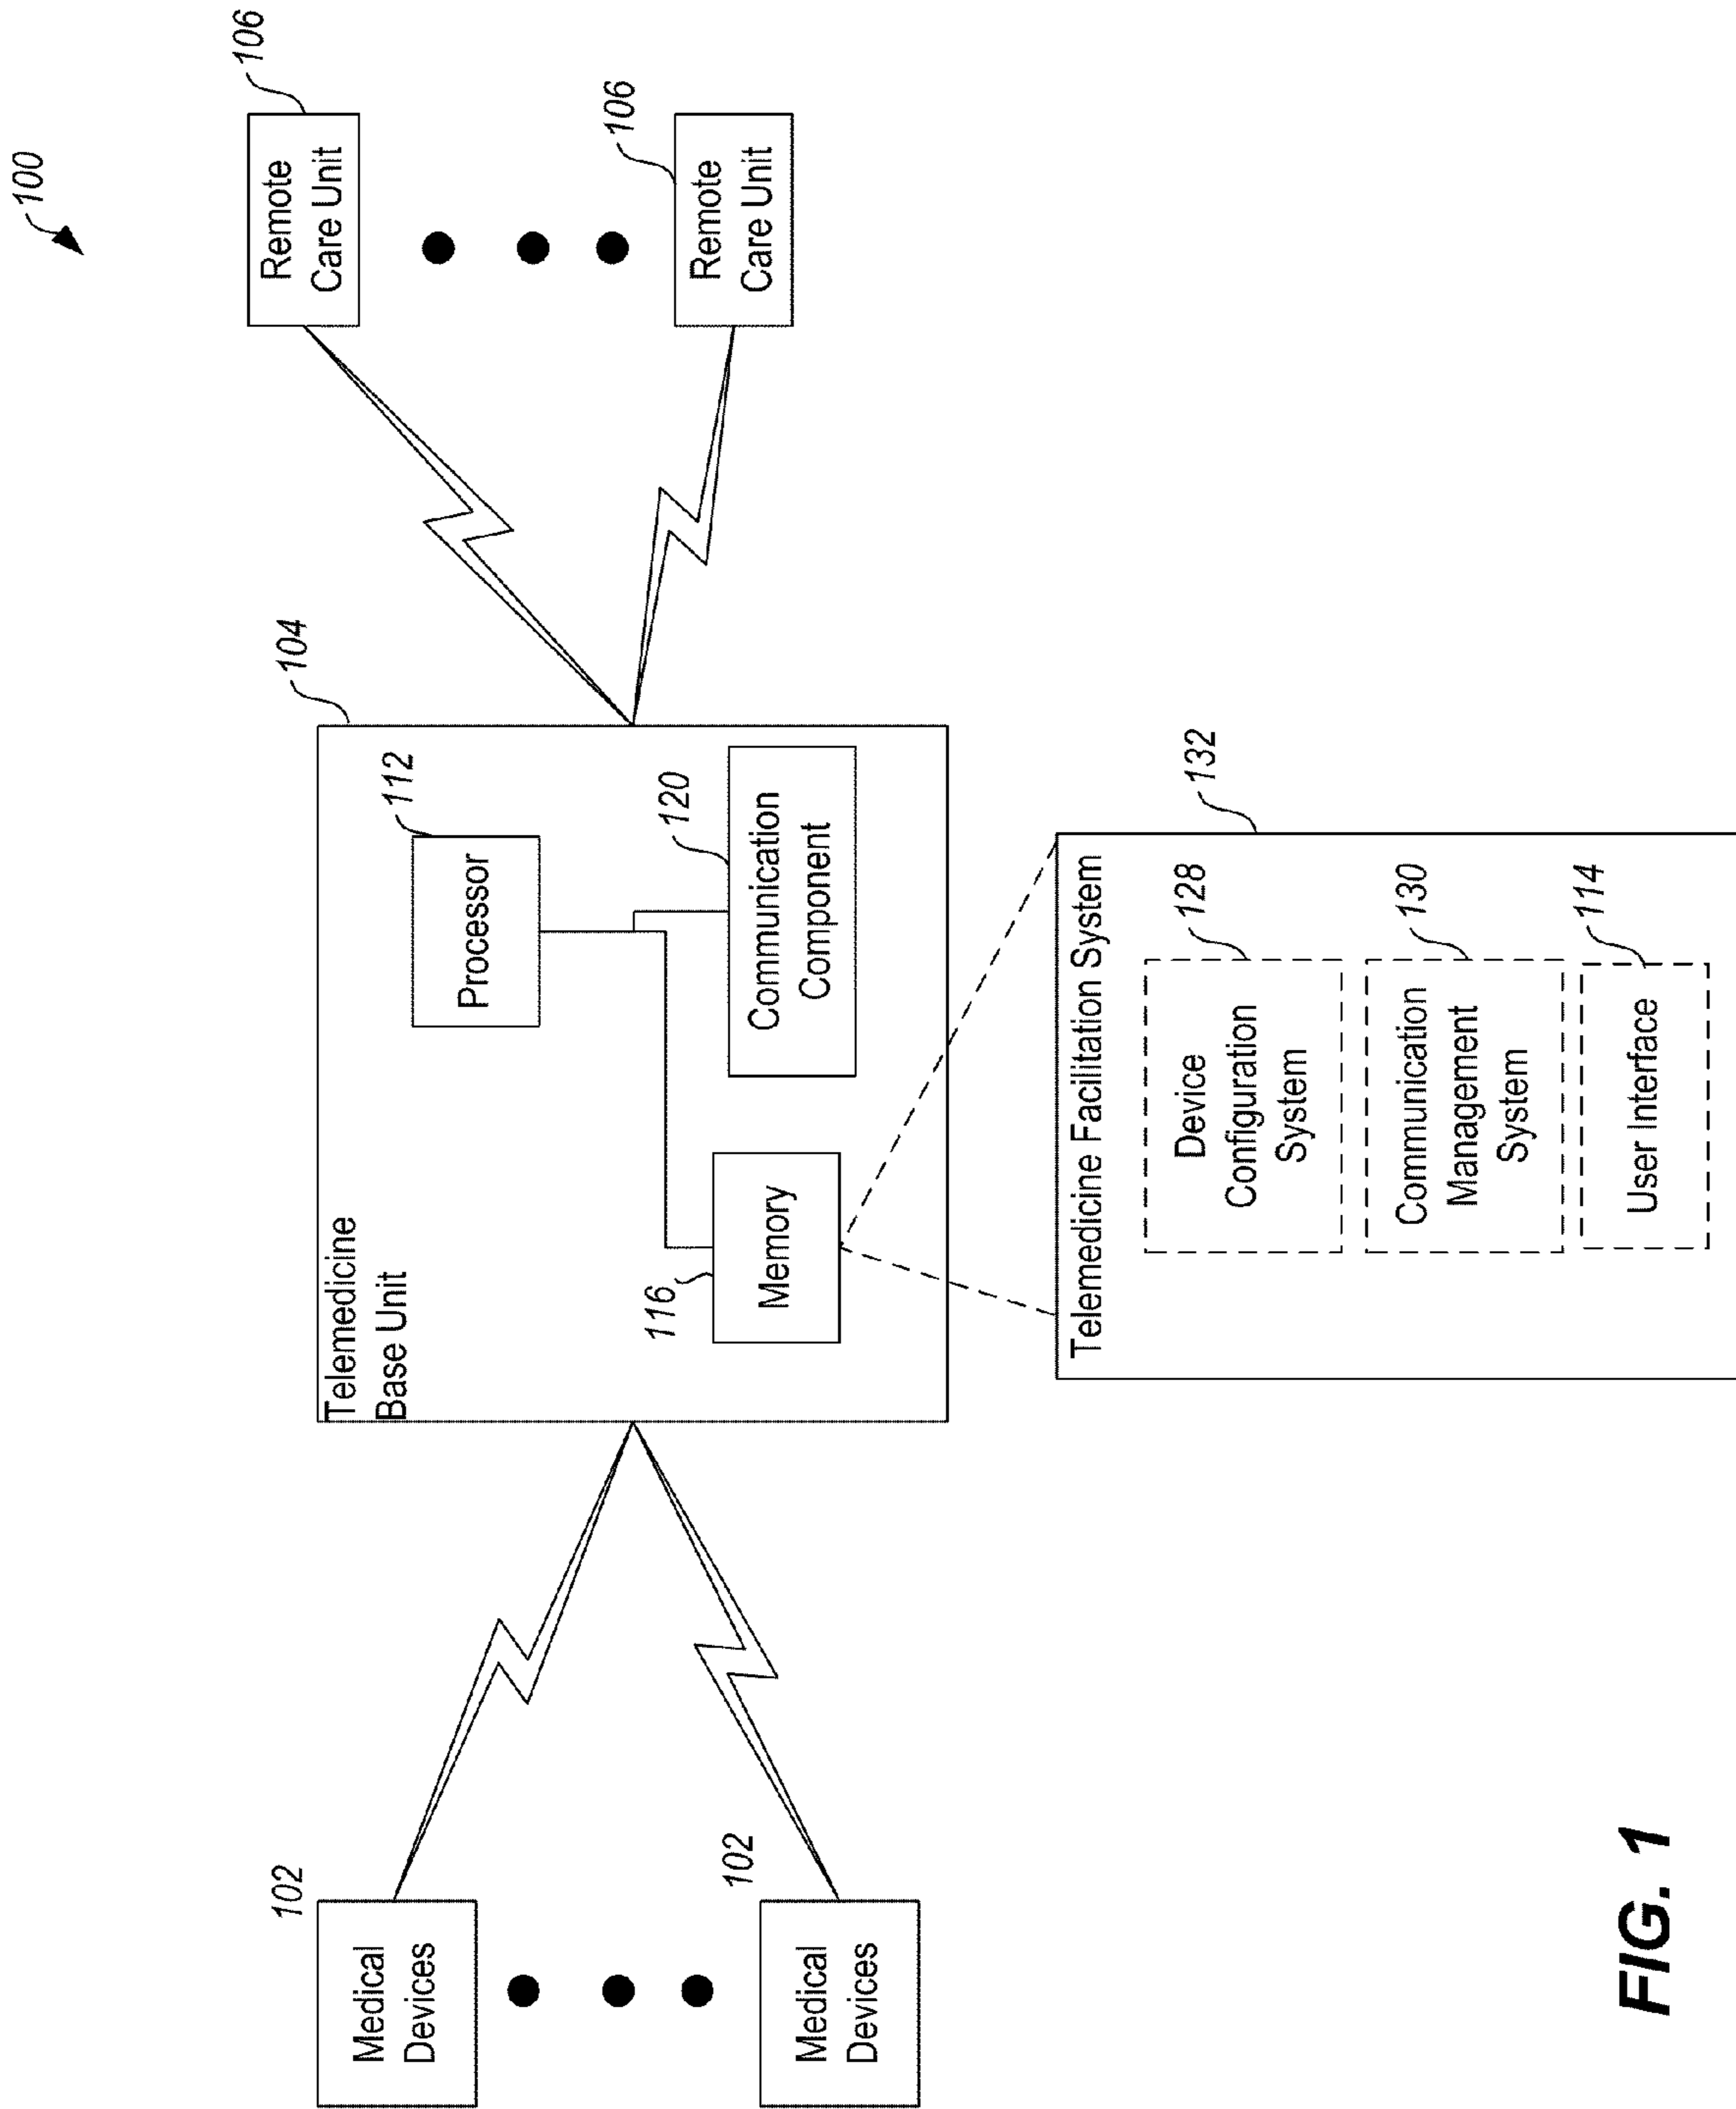 100
106
Remote
Care Unit
106
Remote
Care Unit
104
Telemedicine
Base Unit
112
Processor
120
Communication
Component
116
Memory
102
Medical
Devices
102
Medical
Devices
132
Telemedicine Facilitation System
128
Device
Configuration
System
130
Communication
Management
System
114
User Interface
FIG. 1